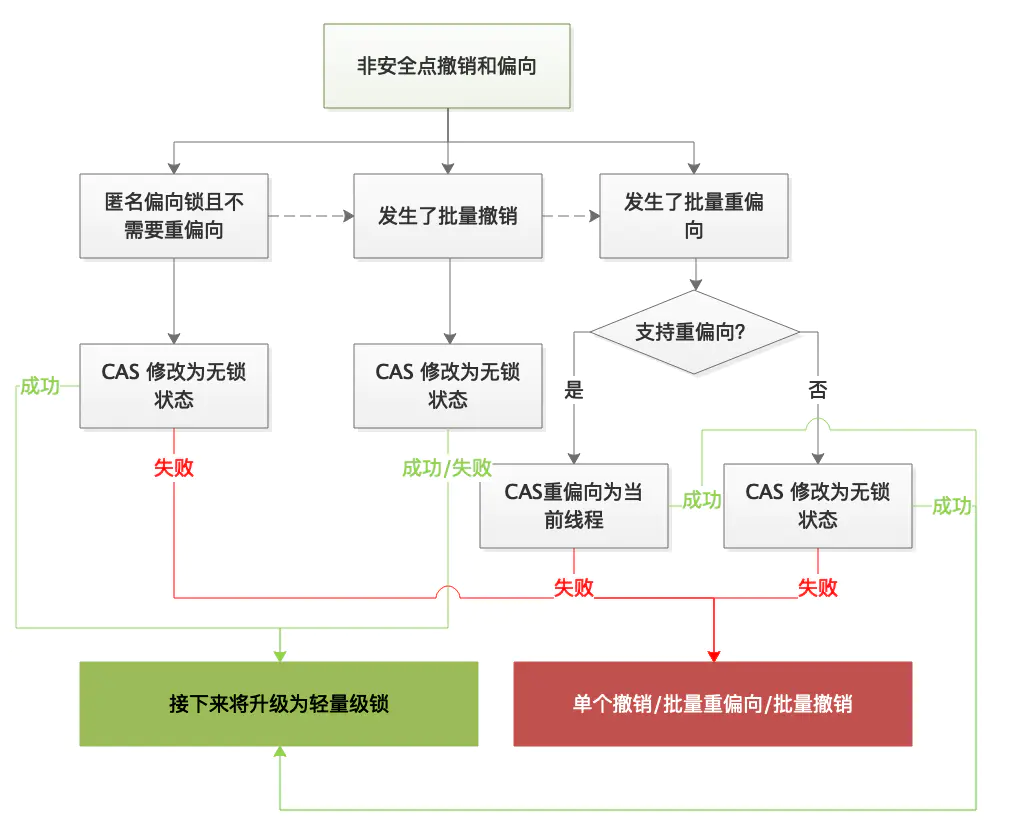 非安全点撤销和偏向
匿名偏向锁且不
需要重偏向
发生了批量撤销
发生了批量重偏
向
支持重偏向?
CAS 修改为无锁
状态
CAS 修改为无锁
状态
成功
是
否
失败
成功/失败
CAS重偏向为当
前线程
成功
CAS 修改为无锁
状态
成功
失败
失败
接下来将升级为轻量级锁
单个撤销/批量重偏向/批量撤销